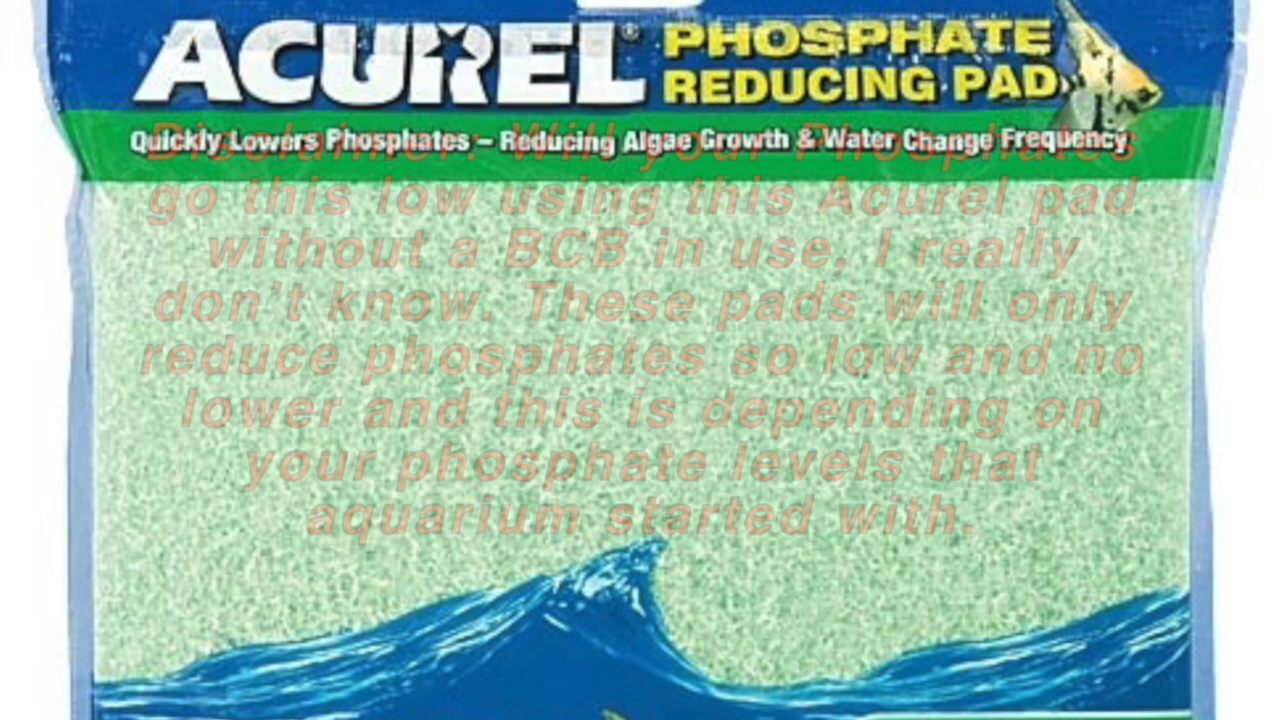 ACUREL® PHOSPHATE
REDUCING PAD
Quickly Lowers Phosphates – Reducing Algae Growth & Water Change Frequency
Disclaimer: Will your Phosphates
go this low using this Acurel pad
without a BCB in use, I really
don't know. These pads will only
reduce phosphates so low and no
lower and this is depending on
your phosphate levels that
aquarium started with.